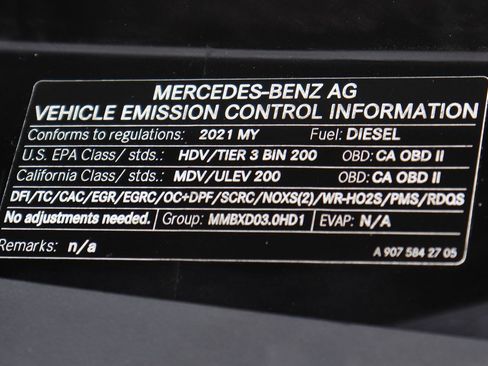 MERCEDES-BENZ AG
VEHICLE EMISSION CONTROL INFORMATION
Conforms to regulations: 2021 MY Fuel: DIESEL
U.S. EPA Class/ stds.: HDV/TIER 3 BIN 200 OBD: CA OBD II
California Class/ stds.: MDV/ULEV 200 OBD: CA OBD II
DFI/TC/CAC/EGR/EGRC/OC+DPF/SCRC/NOXS(2)/WR-HO2S/PMS/RDQS
No adjustments needed. Group: MMBXD03.0HD1 EVAP: N/A
Remarks: n/a
A 907 584 27 05